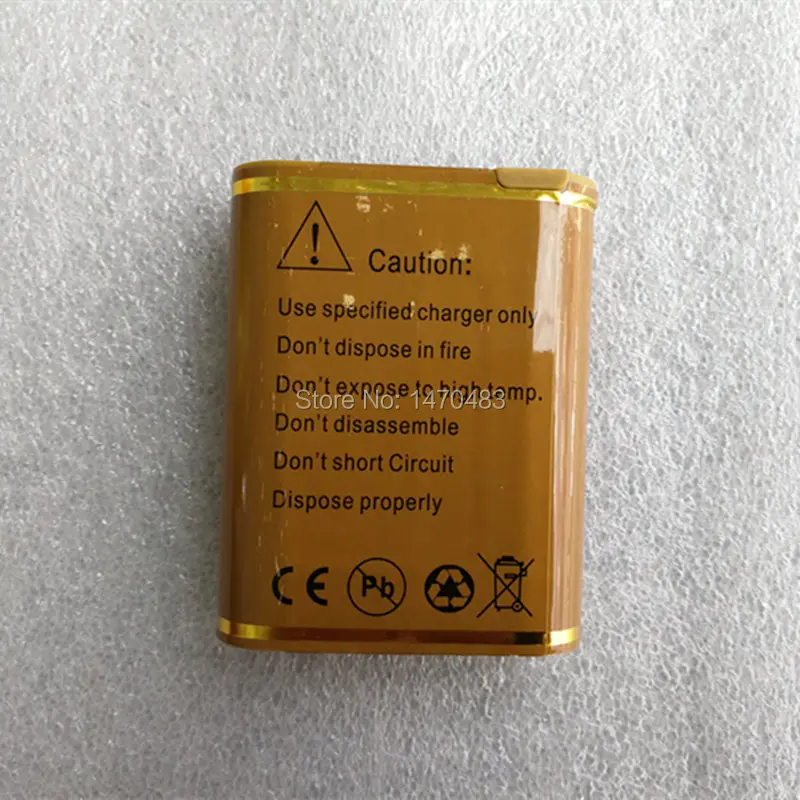 Caution:
Use specified charger only
Don't dispose in fire
Don't expose to high temp.
Store No: 1470483
Don't disassemble
Don't short Circuit
Dispose properly
CE Pb